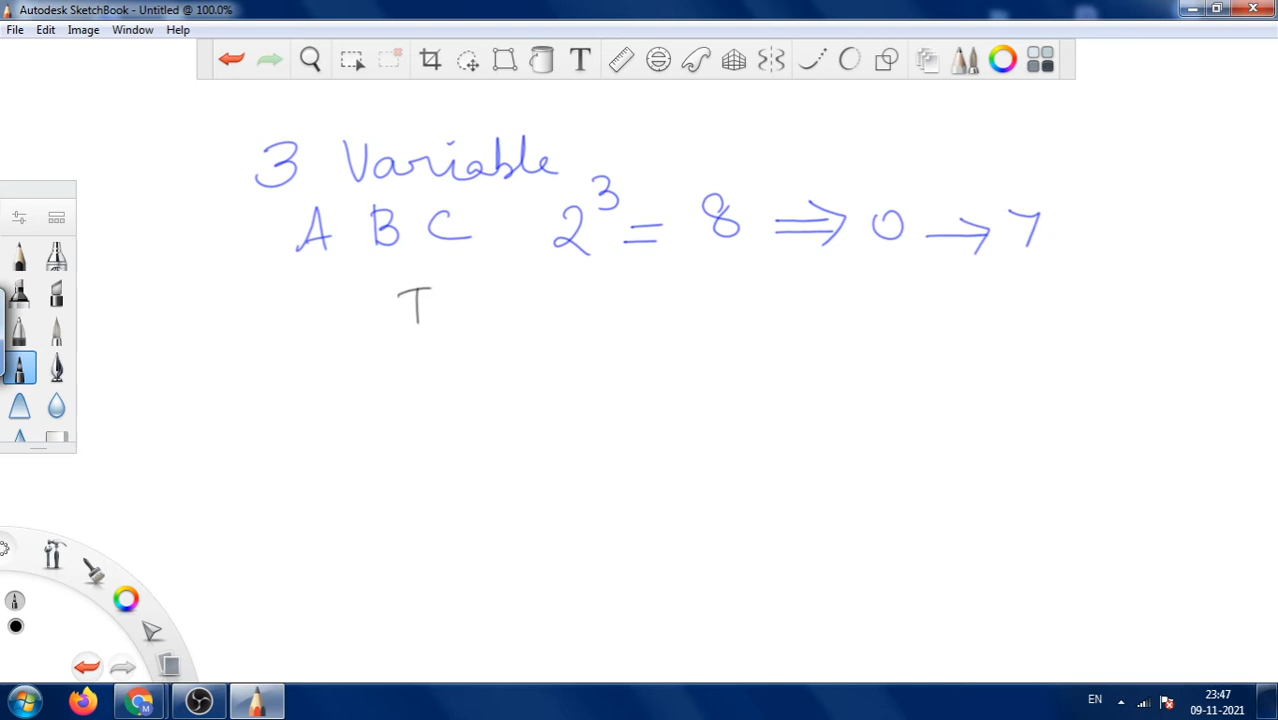 Autodesk SketchBook - Untitled @ 100.0%
File Edit Image Window Help
3 Variable
A B C 2³ = 8 ⇒ 0 → 7
T
EN
23:47
09-11-2021